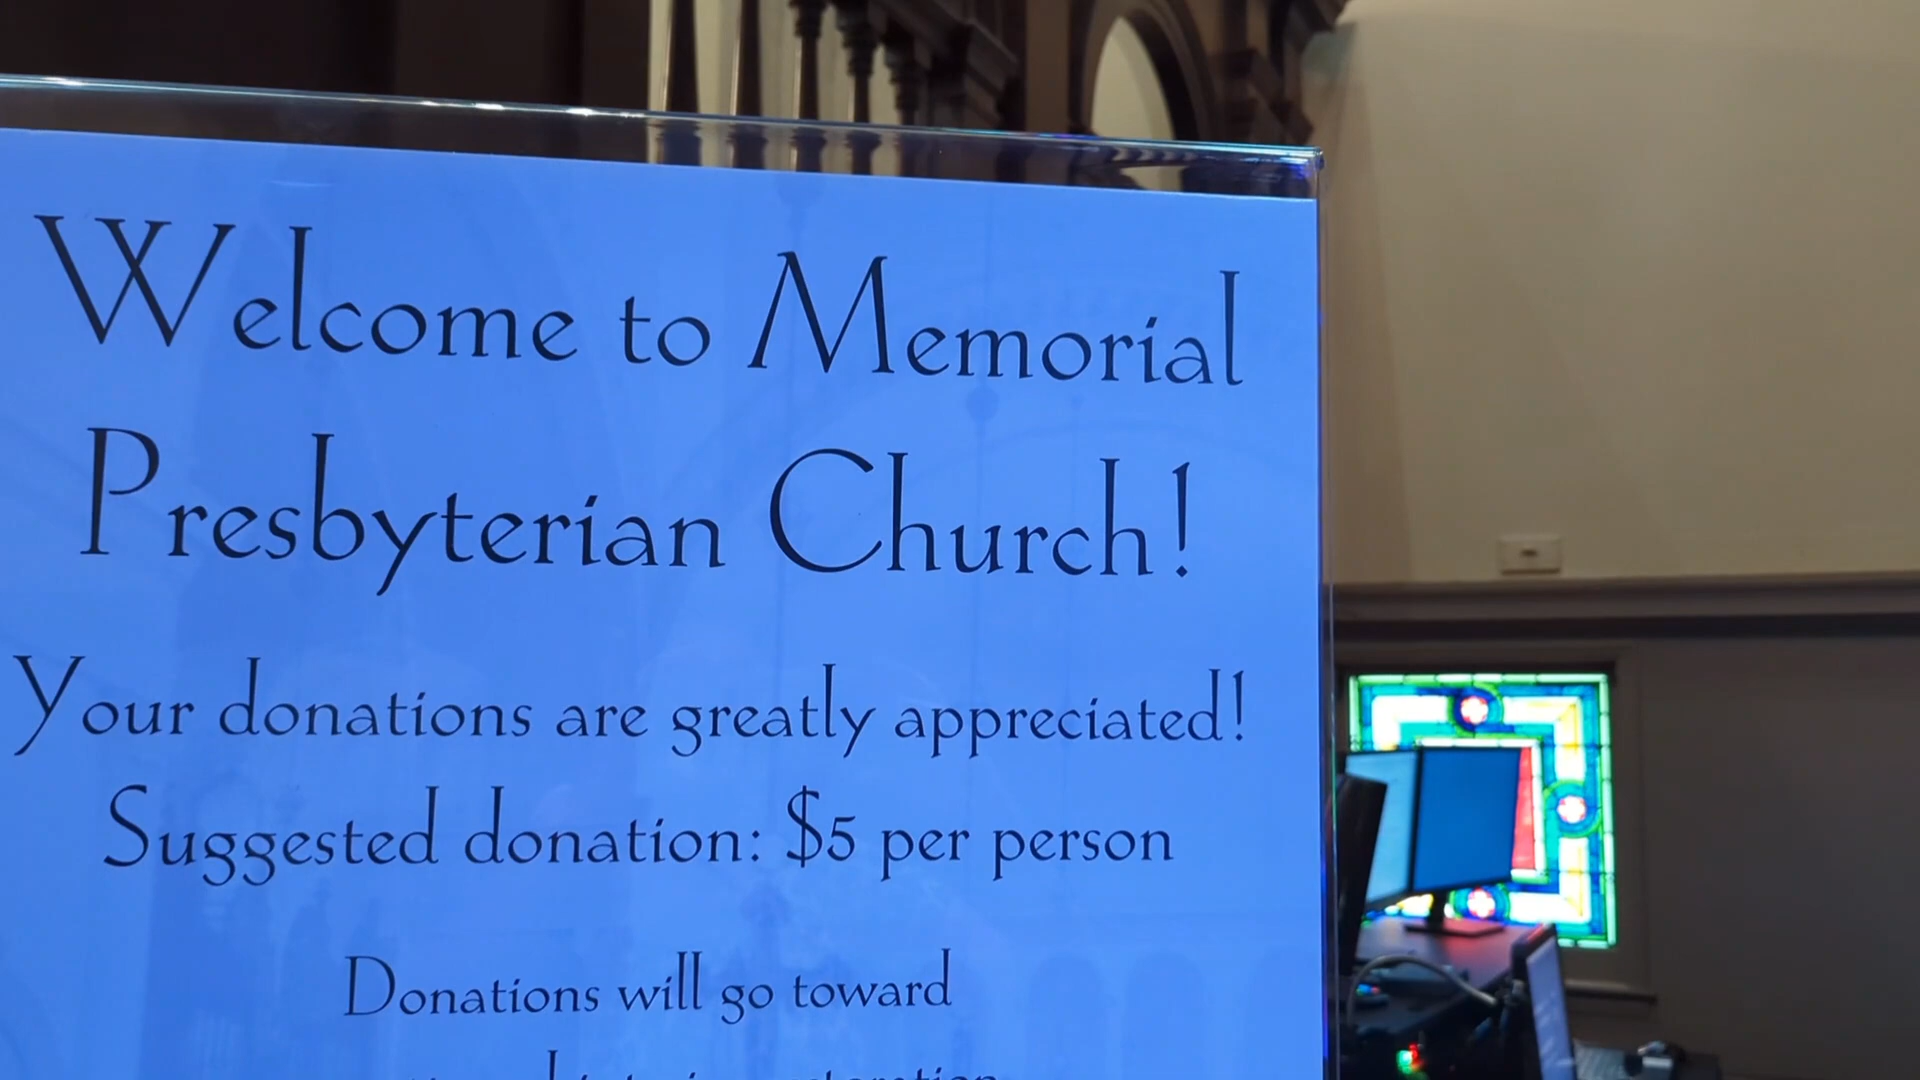 Welcome to Memorial
Presbyterian Church!
Your donations are greatly appreciated!
Suggested donation: $5 per person
Donations will go toward